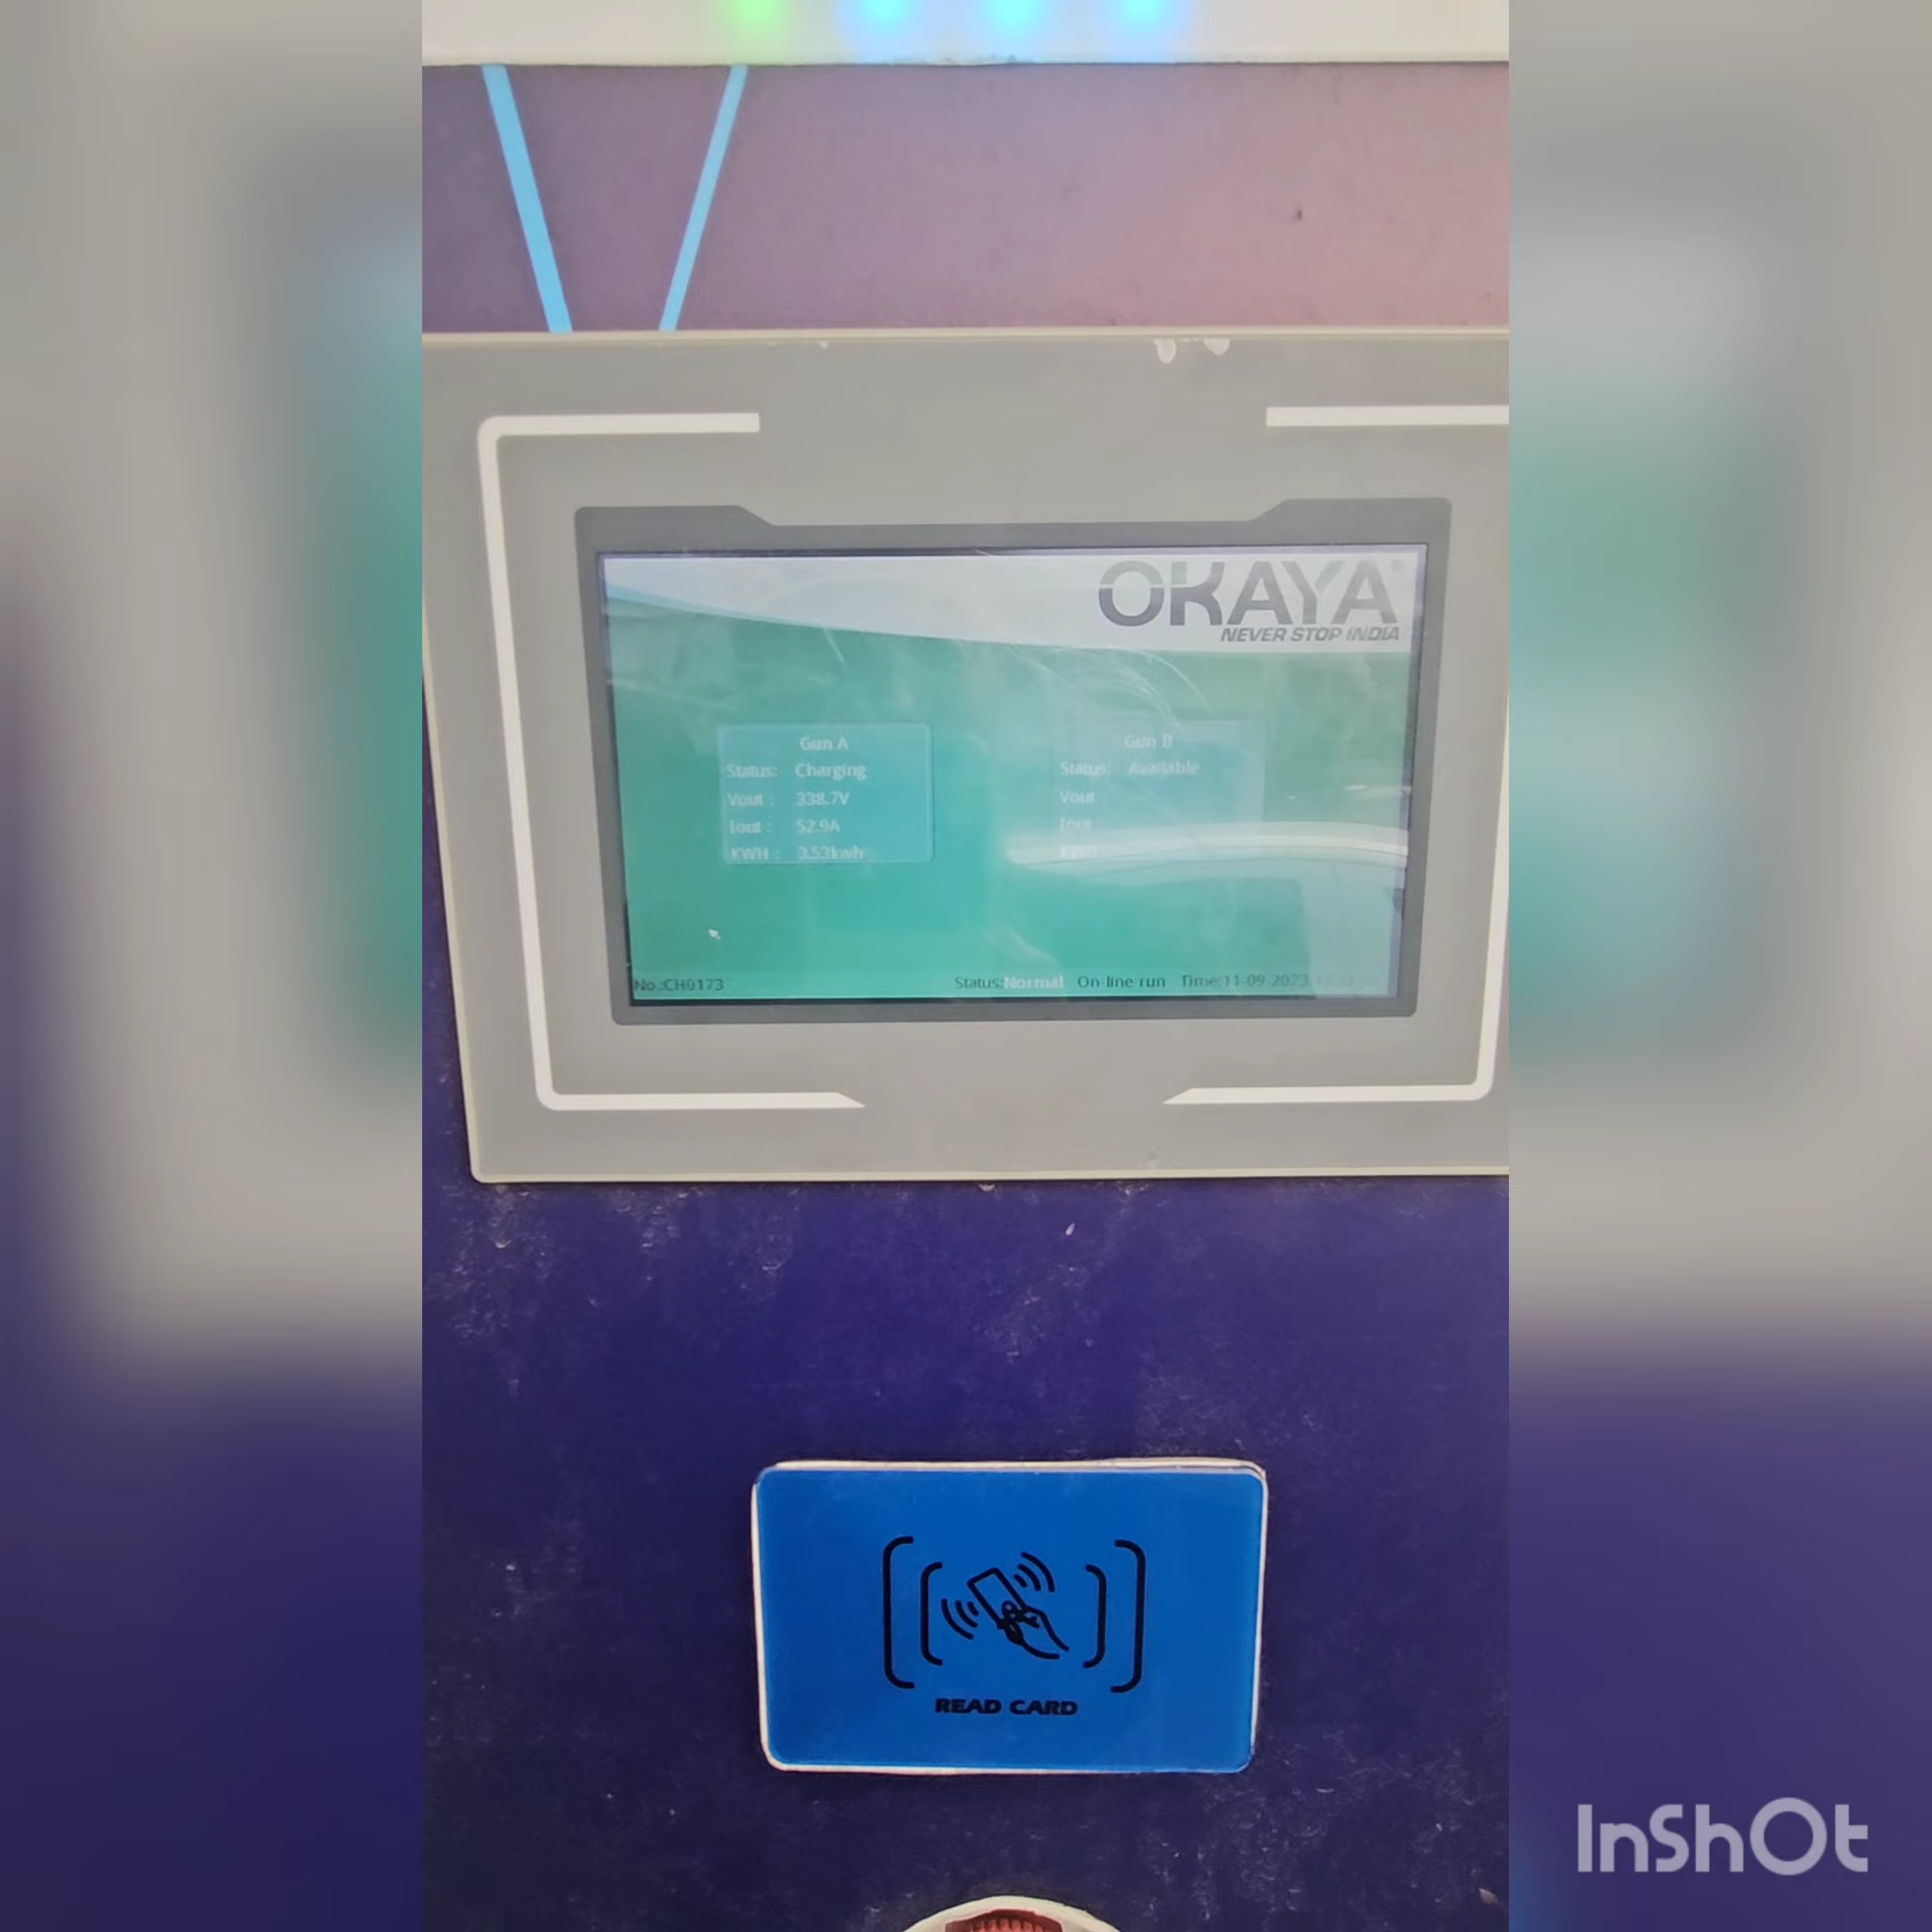 OKAYA
NEVER STOP INDIA
Gun A
Status: Charging
Vout : 338.7V
Iout : 52.9A
KWH : 3.53kwh
Gun B
Status: Available
Vout
Iout
KWH
No.:CH0173
Status:Normal On-line run Time:11-09-2023
READ CARD
InShOt